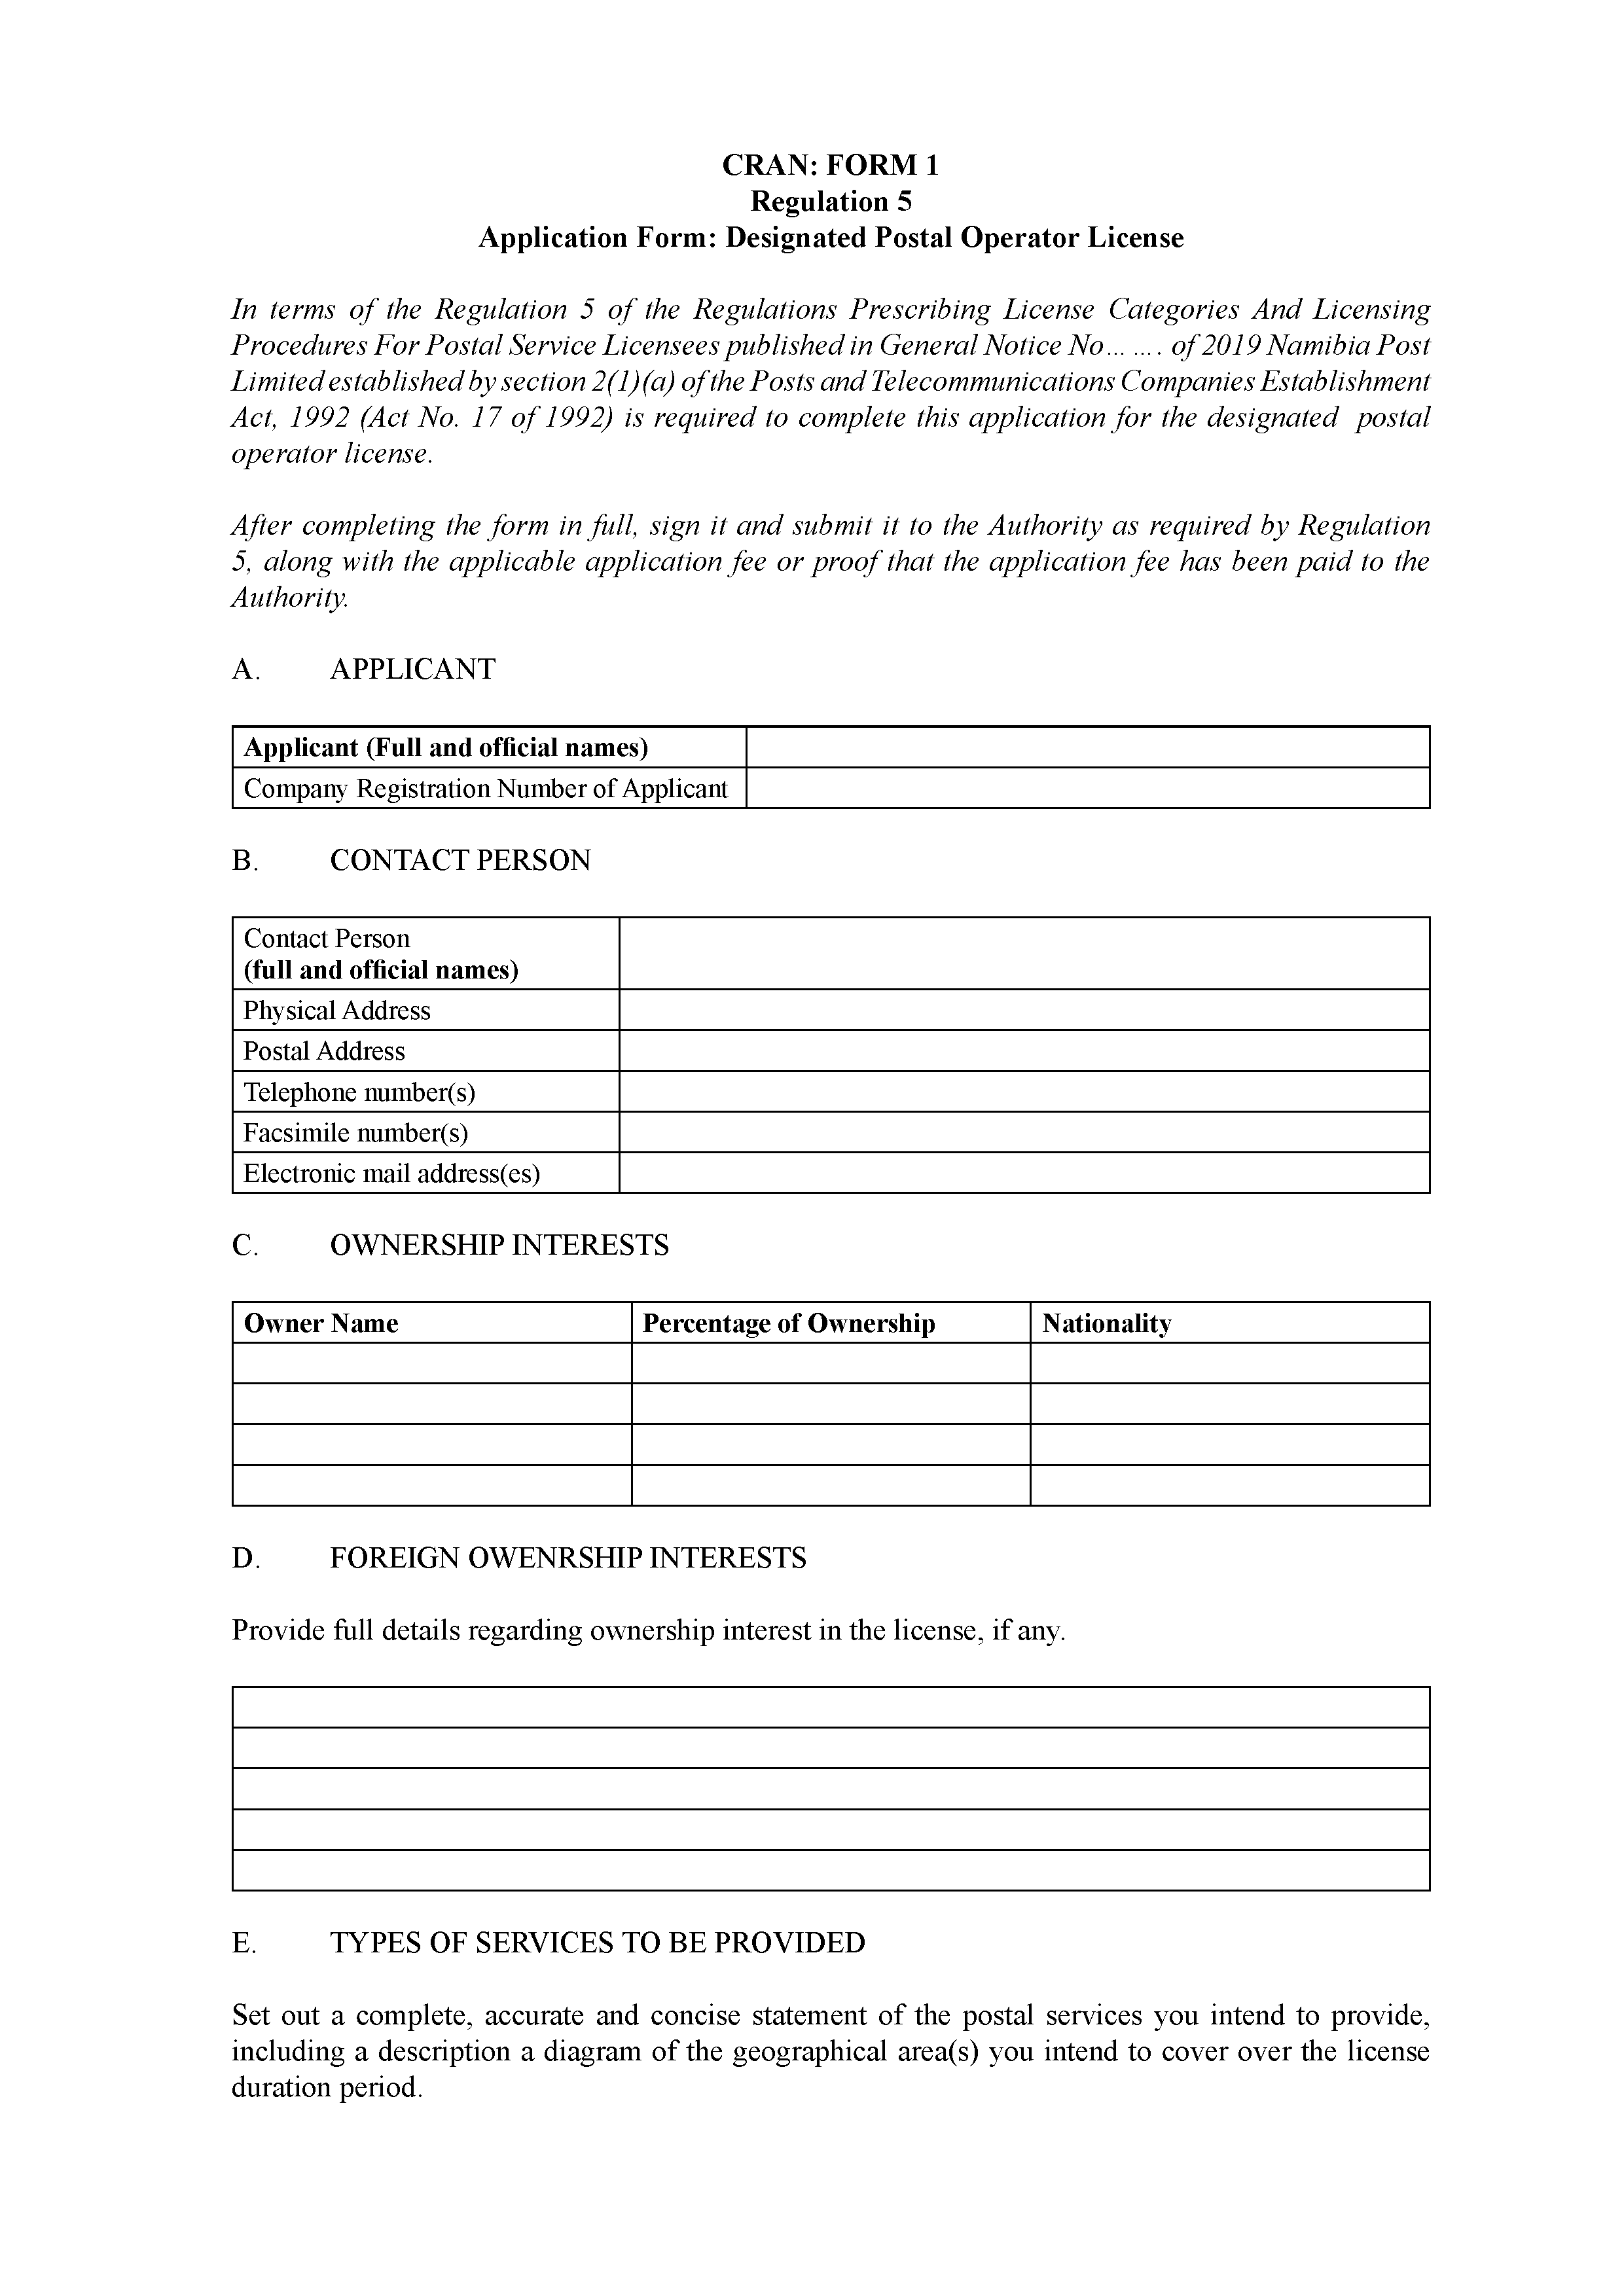 CRAN: FORM 1
Regulation 5
Application Form: Designated Postal Operator License
In terms of the Regulation 5 of the Regulations Prescribing License Categories And Licensing
Procedures For Postal Service Licensees published in General Notice No... .... of 2019 Namibia Post
Limited established by section 2(1)(a) of the Posts and Telecommunications Companies Establishment
Act, 1992 (Act No. 17 of 1992) is required to complete this application for the designated postal
operator license.
After completing the form in full, sign it and submit it to the Authority as required by Regulation
5, along with the applicable application fee or proof that the application fee has been paid to the
Authority.
A. APPLICANT
Applicant (Full and official names)
Company Registration Number of Applicant
B. CONTACT PERSON
Contact Person
(full and official names)
Physical Address
Postal Address
Telephone number(s)
Facsimile number(s)
Electronic mail address(es)
C. OWNERSHIP INTERESTS
Owner Name Percentage of Ownership Nationality
D. FOREIGN OWENRSHIP INTERESTS
Provide full details regarding ownership interest in the license, if any.
E. TYPES OF SERVICES TO BE PROVIDED
Set out a complete, accurate and concise statement of the postal services you intend to provide,
including a description a diagram of the geographical area(s) you intend to cover over the license
duration period.